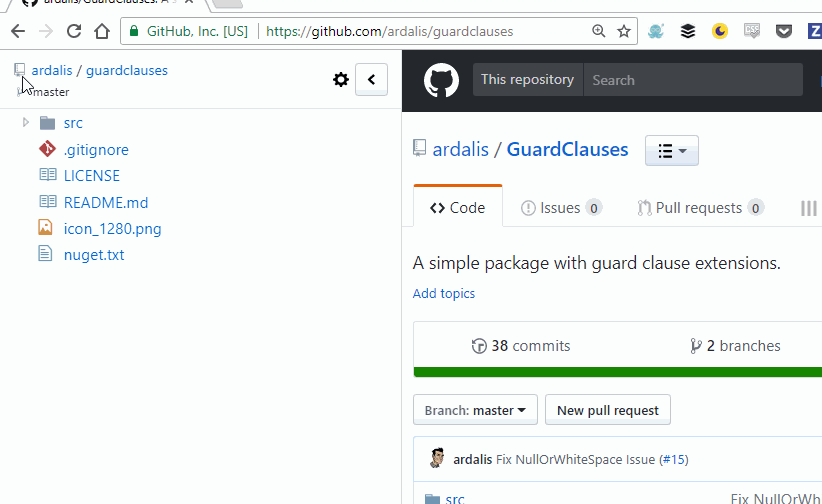 ardalis/GuardClauses: A s
GitHub, Inc. [US] https://github.com/ardalis/guardclauses
ardalis / guardclauses
master
src
.gitignore
LICENSE
README.md
icon_1280.png
nuget.txt
This repository Search
ardalis / GuardClauses
Code Issues 0 Pull requests 0
A simple package with guard clause extensions.
Add topics
38 commits 2 branches
Branch: master New pull request
ardalis Fix NullOrWhiteSpace Issue (#15)
src Fix NullOrWh